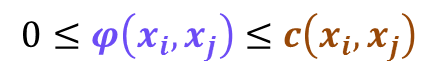 0 ≤ φ(xᵢ, xⱼ) ≤ c(xᵢ, xⱼ)